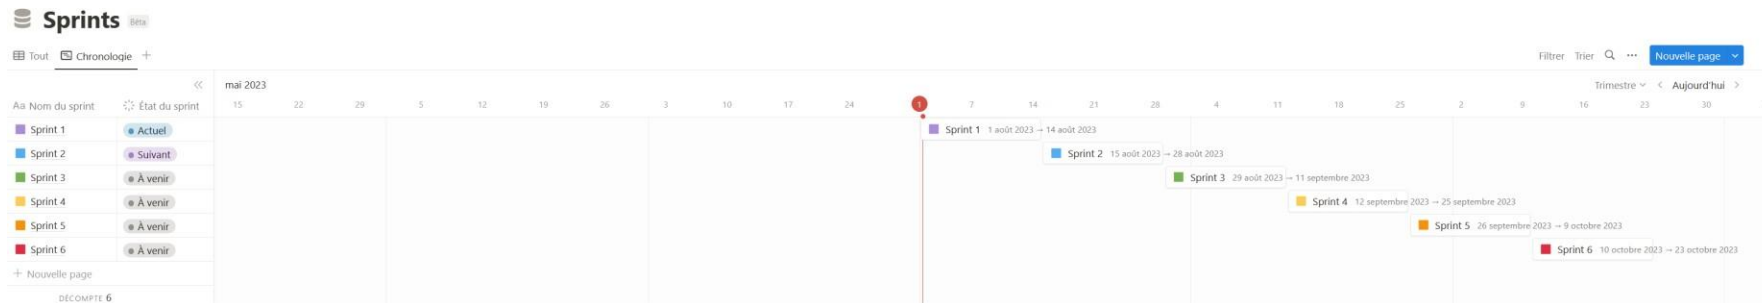 Sprints Bêta
Tout Chronologie +
Filtrer Trier ··· Nouvelle page
mai 2023 Trimestre Aujourd'hui
Aa Nom du sprint État du sprint 15 22 29 5 12 19 26 3 10 17 24 1 7 14 21 28 4 11 18 25 2 9 16 23 30
Sprint 1 Actuel Sprint 1 1 août 2023 → 14 août 2023
Sprint 2 Suivant Sprint 2 15 août 2023 → 28 août 2023
Sprint 3 À venir Sprint 3 29 août 2023 → 11 septembre 2023
Sprint 4 À venir Sprint 4 12 septembre 2023 → 25 septembre 2023
Sprint 5 À venir Sprint 5 26 septembre 2023 → 9 octobre 2023
Sprint 6 À venir Sprint 6 10 octobre 2023 → 23 octobre 2023
+ Nouvelle page
DÉCOMPTE 6